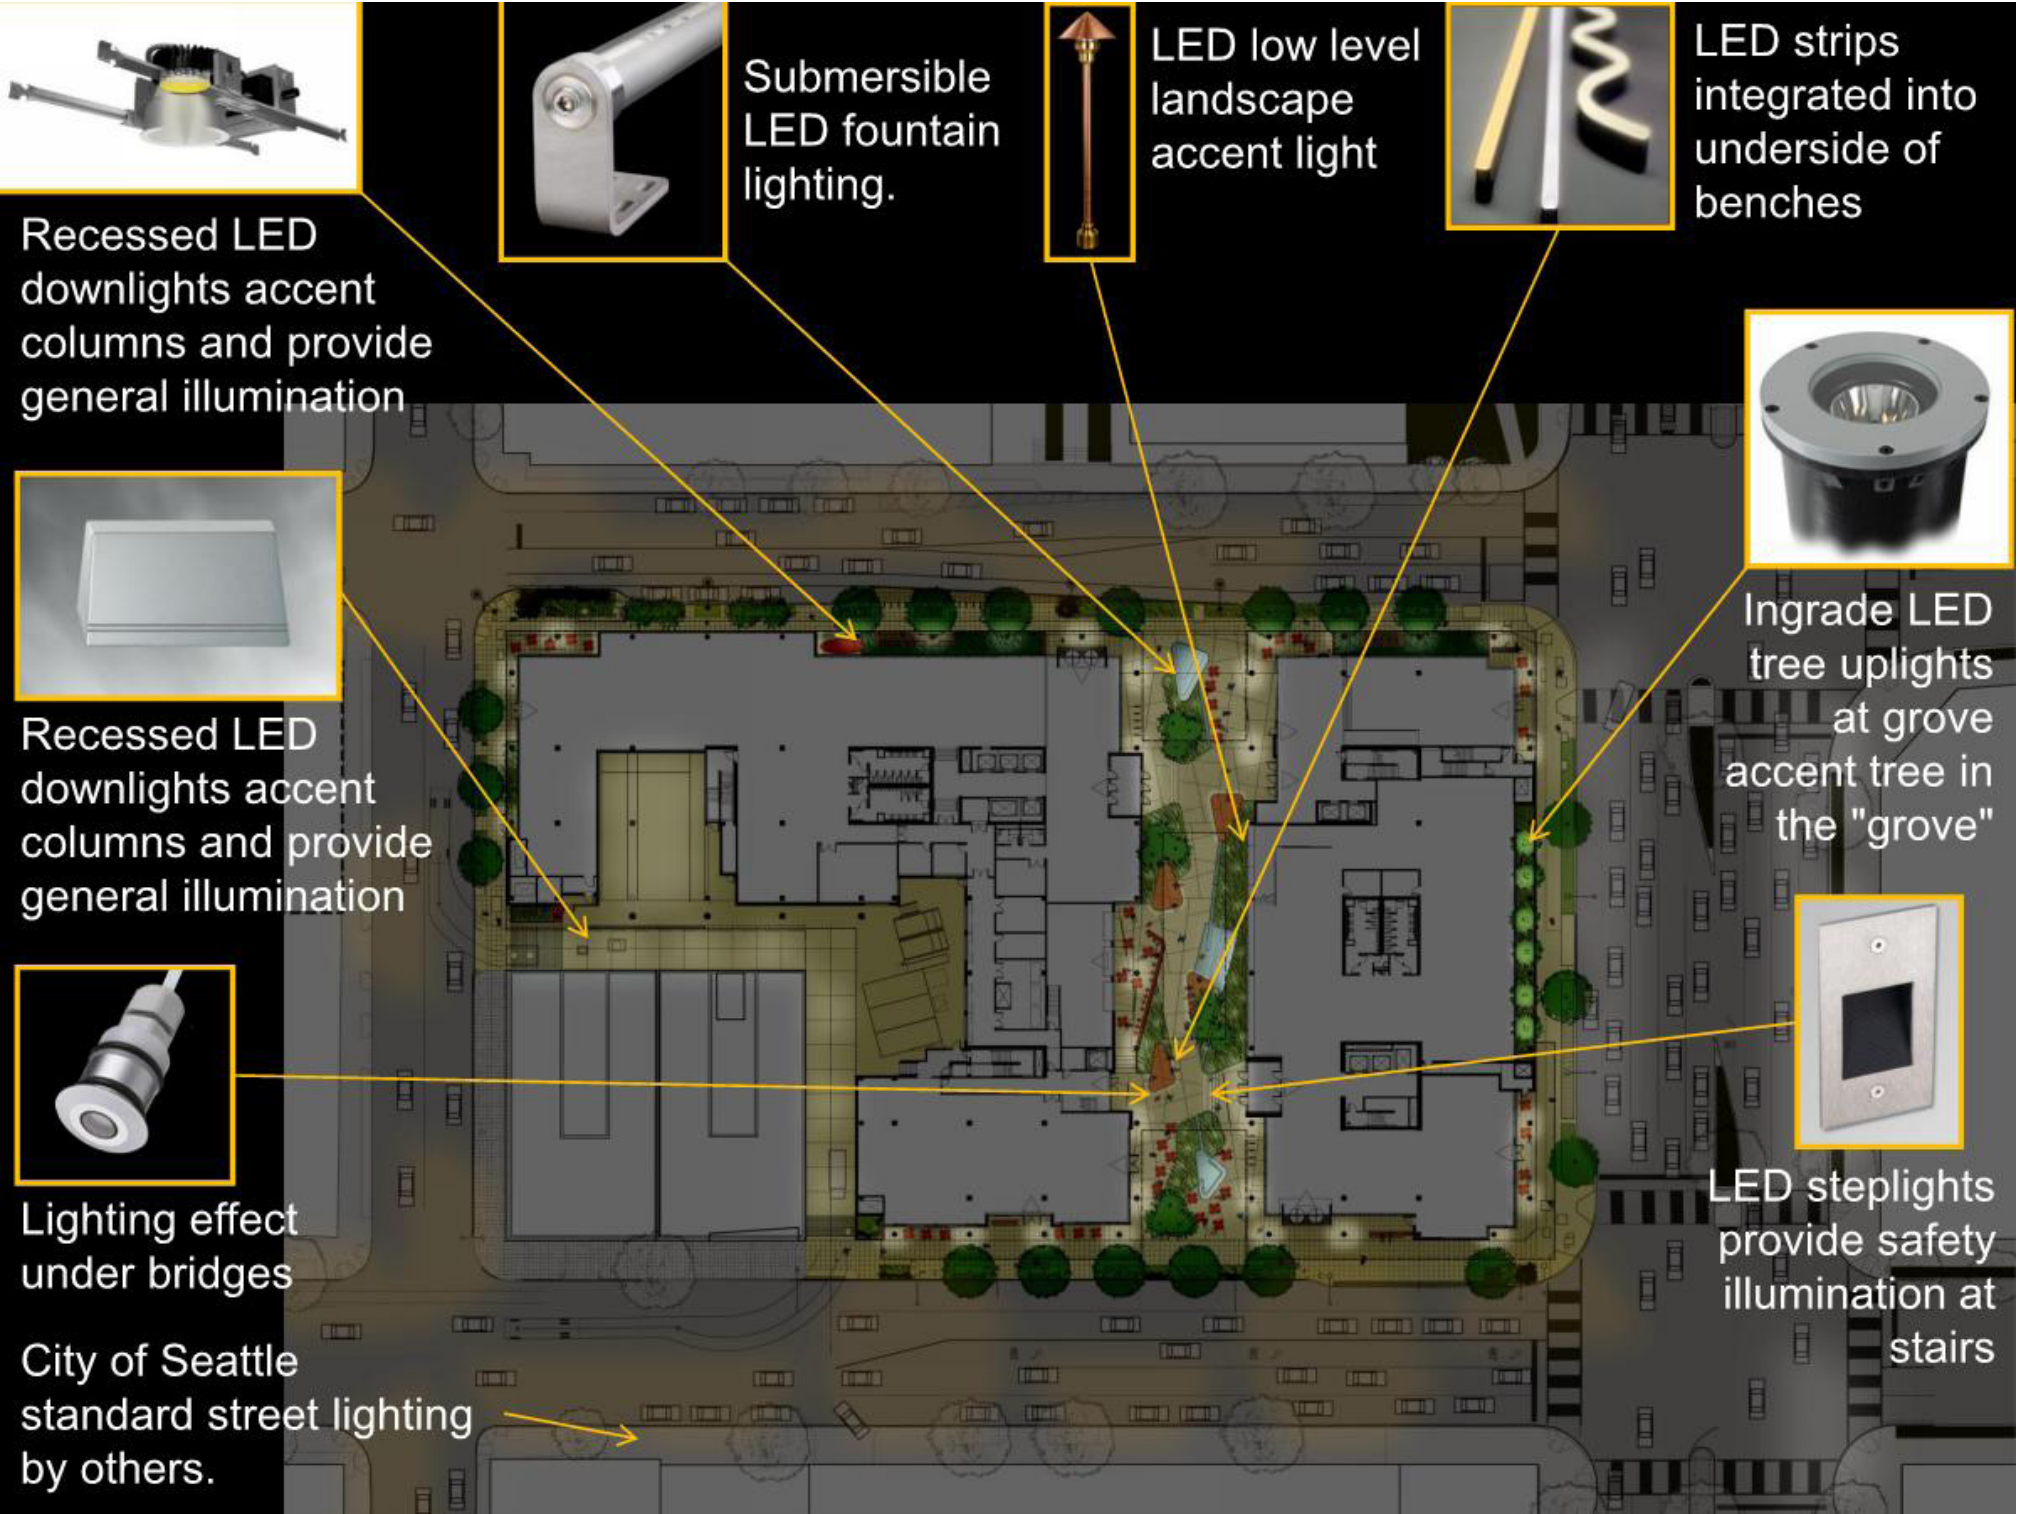 Recessed LED
downlights accent
columns and provide
general illumination
Submersible
LED fountain
lighting.
LED low level
landscape
accent light
LED strips
integrated into
underside of
benches
Recessed LED
downlights accent
columns and provide
general illumination
Ingrade LED
tree uplights
at grove
accent tree in
the "grove"
Lighting effect
under bridges
LED steplights
provide safety
illumination at
stairs
City of Seattle
standard street lighting
by others.